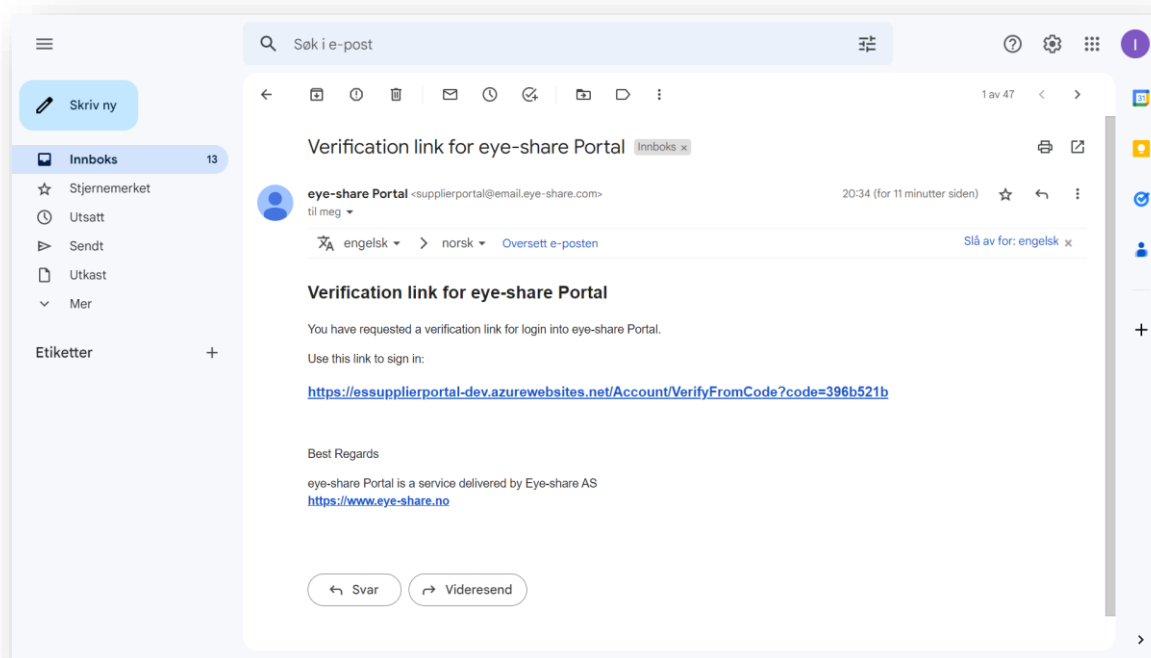 Søk i e-post
I
Skriv ny
1 av 47
31
Innboks 13
Stjernemerket
Utsatt
Sendt
Utkast
Mer
Etiketter
Verification link for eye-share Portal Innboks x
eye-share Portal <supplierportal@email.eye-share.com> 20:34 (for 11 minutter siden)
til meg
engelsk > norsk Oversett e-posten Slå av for: engelsk x
Verification link for eye-share Portal
You have requested a verification link for login into eye-share Portal.
Use this link to sign in:
https://essupplierportal-dev.azurewebsites.net/Account/VerifyFromCode?code=396b521b
Best Regards
eye-share Portal is a service delivered by Eye-share AS
https://www.eye-share.no
Svar Videresend